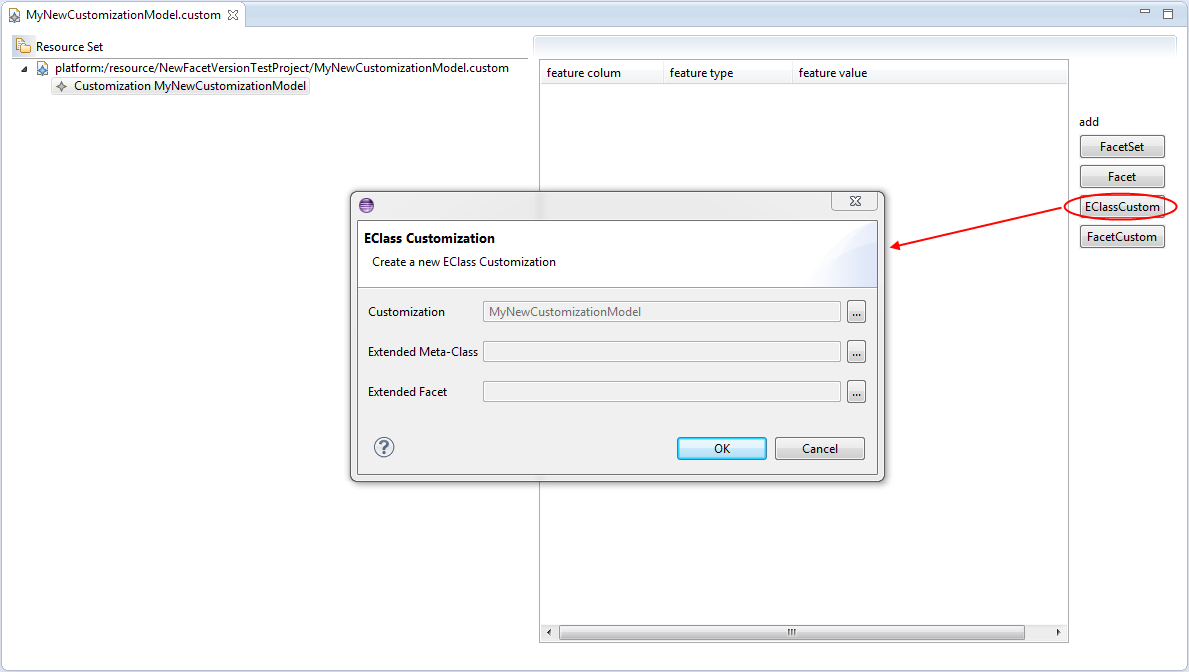 MyNewCustomizationModel.custom
Resource Set
platform:/resource/NewFacetVersionTestProject/MyNewCustomizationModel.custom
Customization MyNewCustomizationModel
feature colum feature type feature value
add
FacetSet
Facet
EClassCustom
FacetCustom
EClass Customization
Create a new EClass Customization
Customization MyNewCustomizationModel ...
Extended Meta-Class ...
Extended Facet ...
? OK Cancel